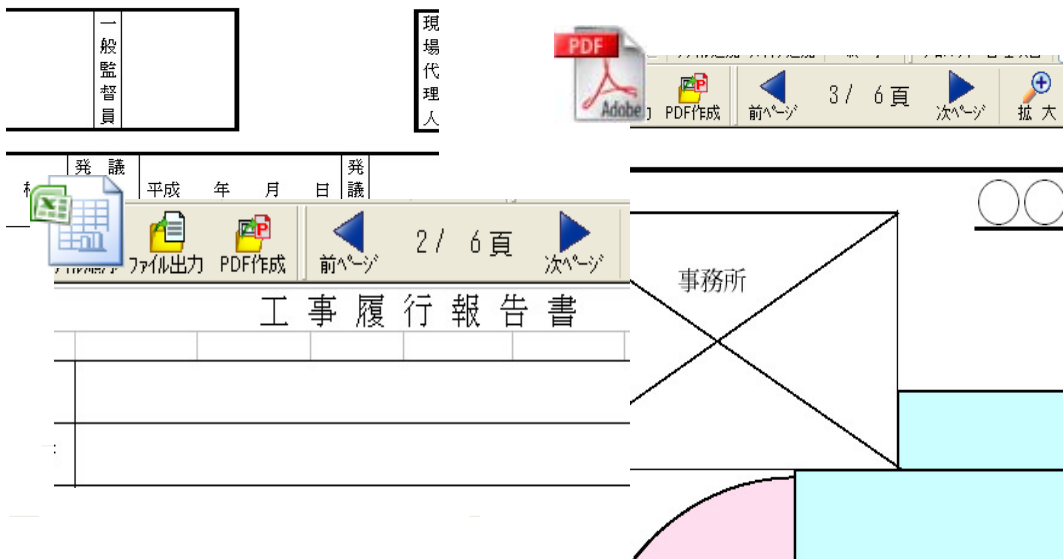 一般監督員
現場代理人
発議
平成 年 月 日
発議
ファイル出力
PDF作成
前ページ
2/ 6頁
次ページ
工事履行報告書
PDF
Adobe
PDF作成
前ページ
3/ 6頁
次ページ
拡大
○○
事務所